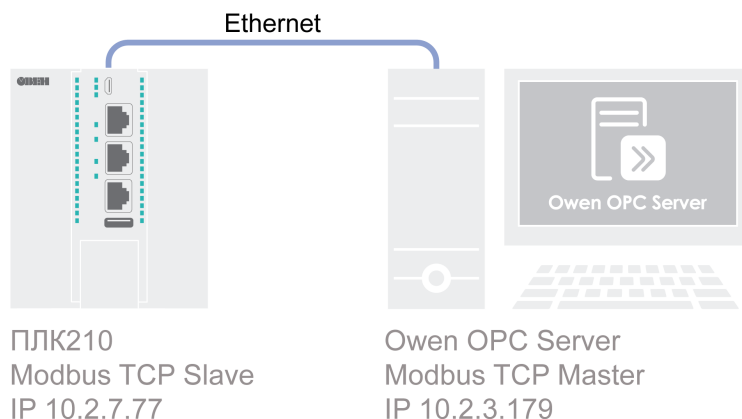 Ethernet
ОВЕН
Owen OPC Server
ПЛК210
Modbus TCP Slave
IP 10.2.7.77
Owen OPC Server
Modbus TCP Master
IP 10.2.3.179